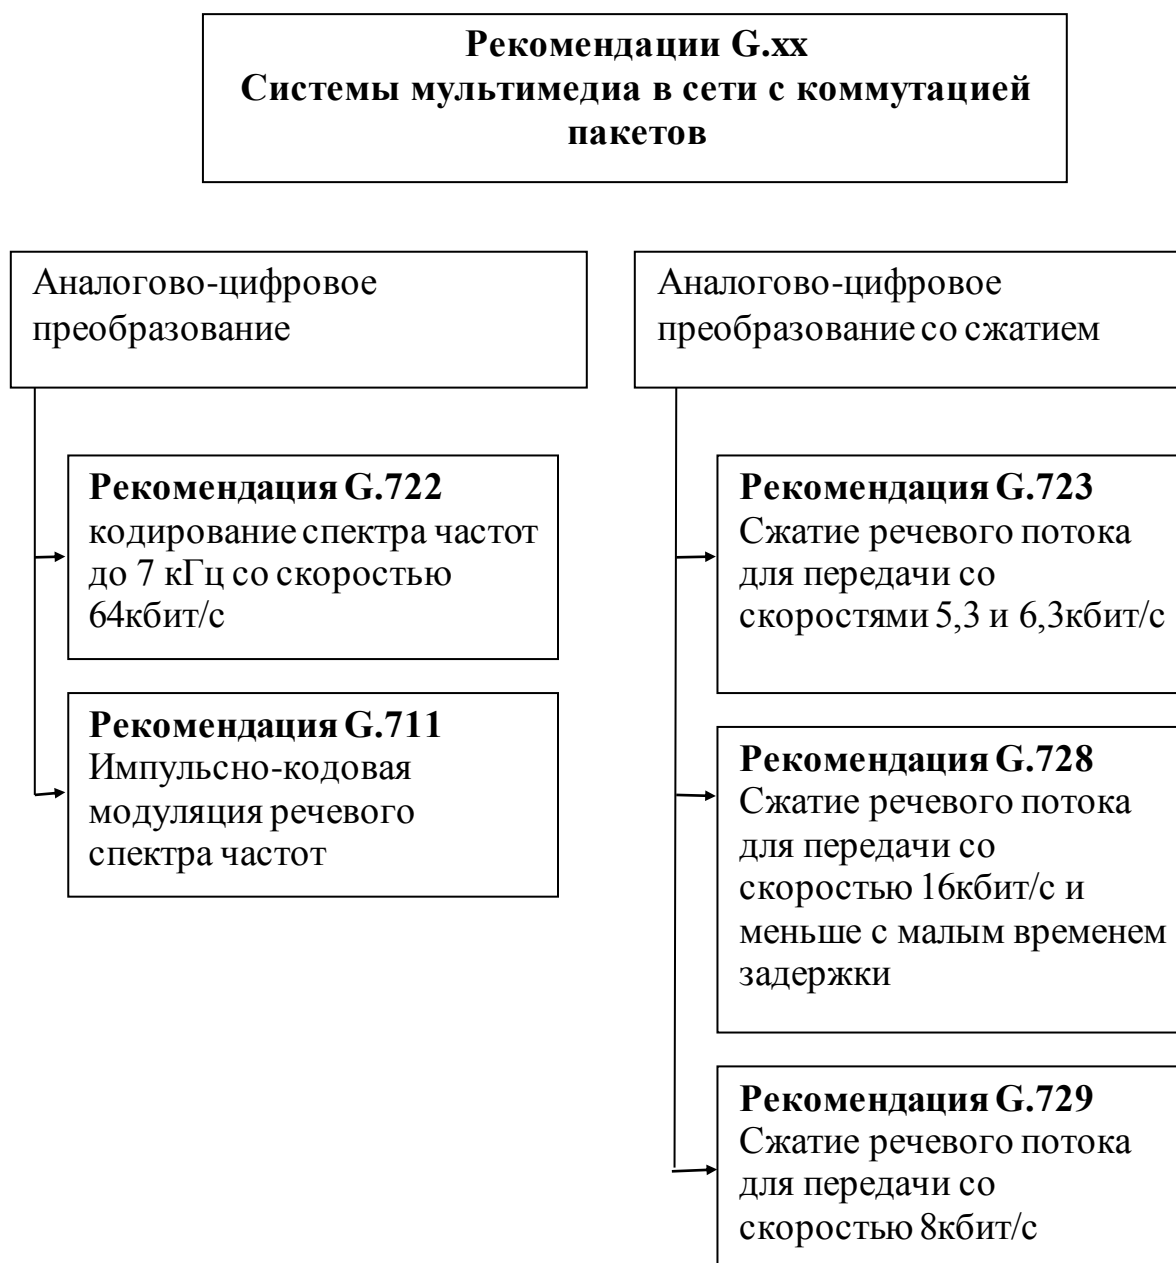 Рекомендации G.xx
Системы мультимедиа в сети с коммутацией
пакетов
Аналогово-цифровое
преобразование
Рекомендация G.722
кодирование спектра частот
до 7 кГц со скоростью
64кбит/с
Рекомендация G.711
Импульсно-кодовая
модуляция речевого
спектра частот
Аналогово-цифровое
преобразование со сжатием
Рекомендация G.723
Сжатие речевого потока
для передачи со
скоростями 5,3 и 6,3кбит/с
Рекомендация G.728
Сжатие речевого потока
для передачи со
скоростью 16кбит/с и
меньше с малым временем
задержки
Рекомендация G.729
Сжатие речевого потока
для передачи со
скоростью 8кбит/с